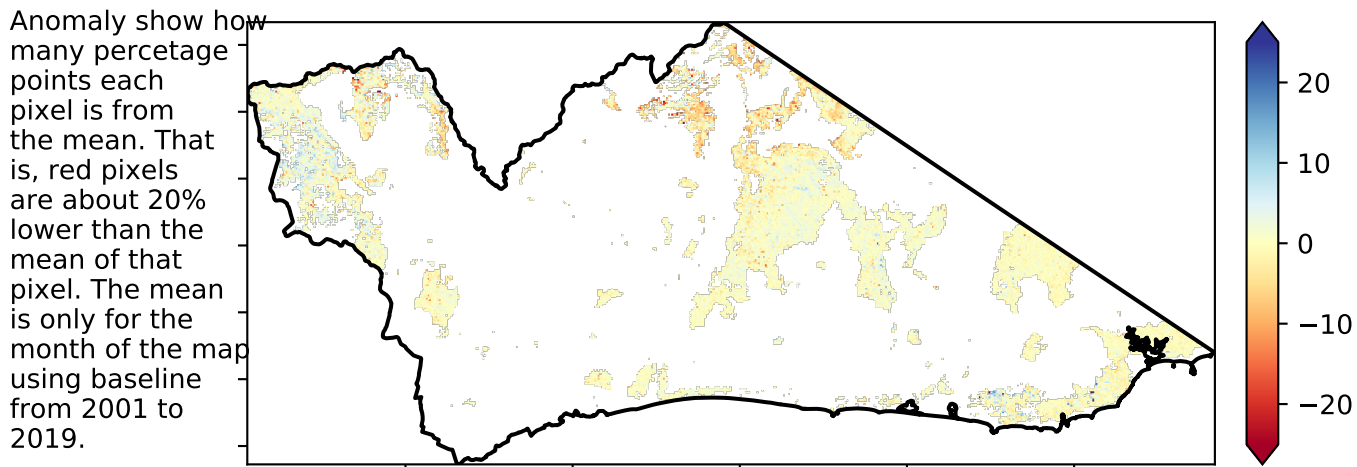 Anomaly show how
many percetage
points each
pixel is from
the mean. That
is, red pixels
are about 20%
lower than the
mean of that
pixel. The mean
is only for the
month of the map
using baseline
from 2001 to
2019.
20
10
0
−10
−20